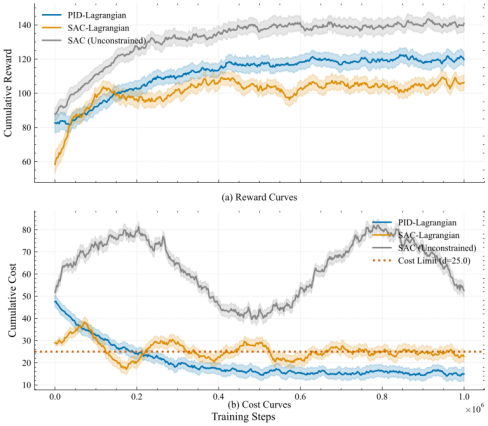 PID-Lagrangian
SAC-Lagrangian
SAC (Unconstrained)
140
120
100
80
60
Cumulative Reward
(a) Reward Curves
PID-Lagrangian
SAC-Lagrangian
SAC (Unconstrained)
Cost Limit (d=25.0)
80
70
60
50
40
30
20
10
Cumulative Cost
0.0 0.2 0.4 0.6 0.8 1.0
×10⁶
(b) Cost Curves
Training Steps